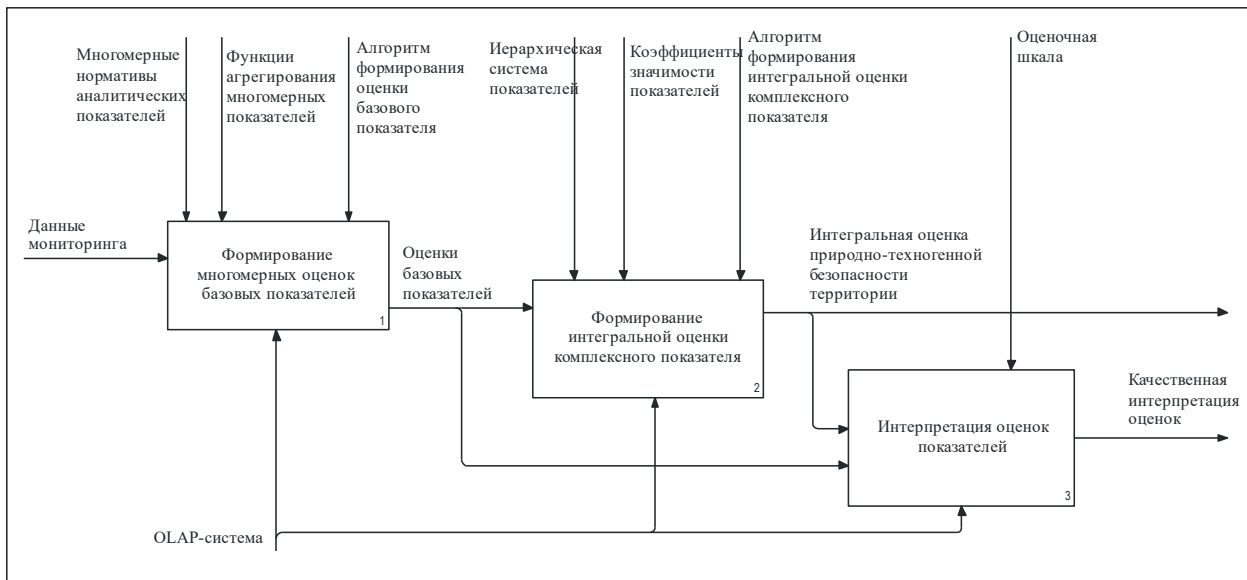 Многомерные
нормативы
аналитических
показателей
Функции
агрегирования
многомерных
показателей
Алгоритм
формирования
оценки
базового
показателя
Иерархическая
система
показателей
Коэффициенты
значимости
показателей
Алгоритм
формирования
интегральной оценки
комплексного
показателя
Оценочная
шкала
Данные
мониторинга
Формирование
многомерных оценок
базовых показателей
1
Оценки
базовых
показателей
Формирование
интегральной оценки
комплексного показателя
2
Интегральная оценка
природно-техногенной
безопасности
территории
Интерпретация оценок
показателей
3
Качественная
интерпретация
оценок
OLAP-система